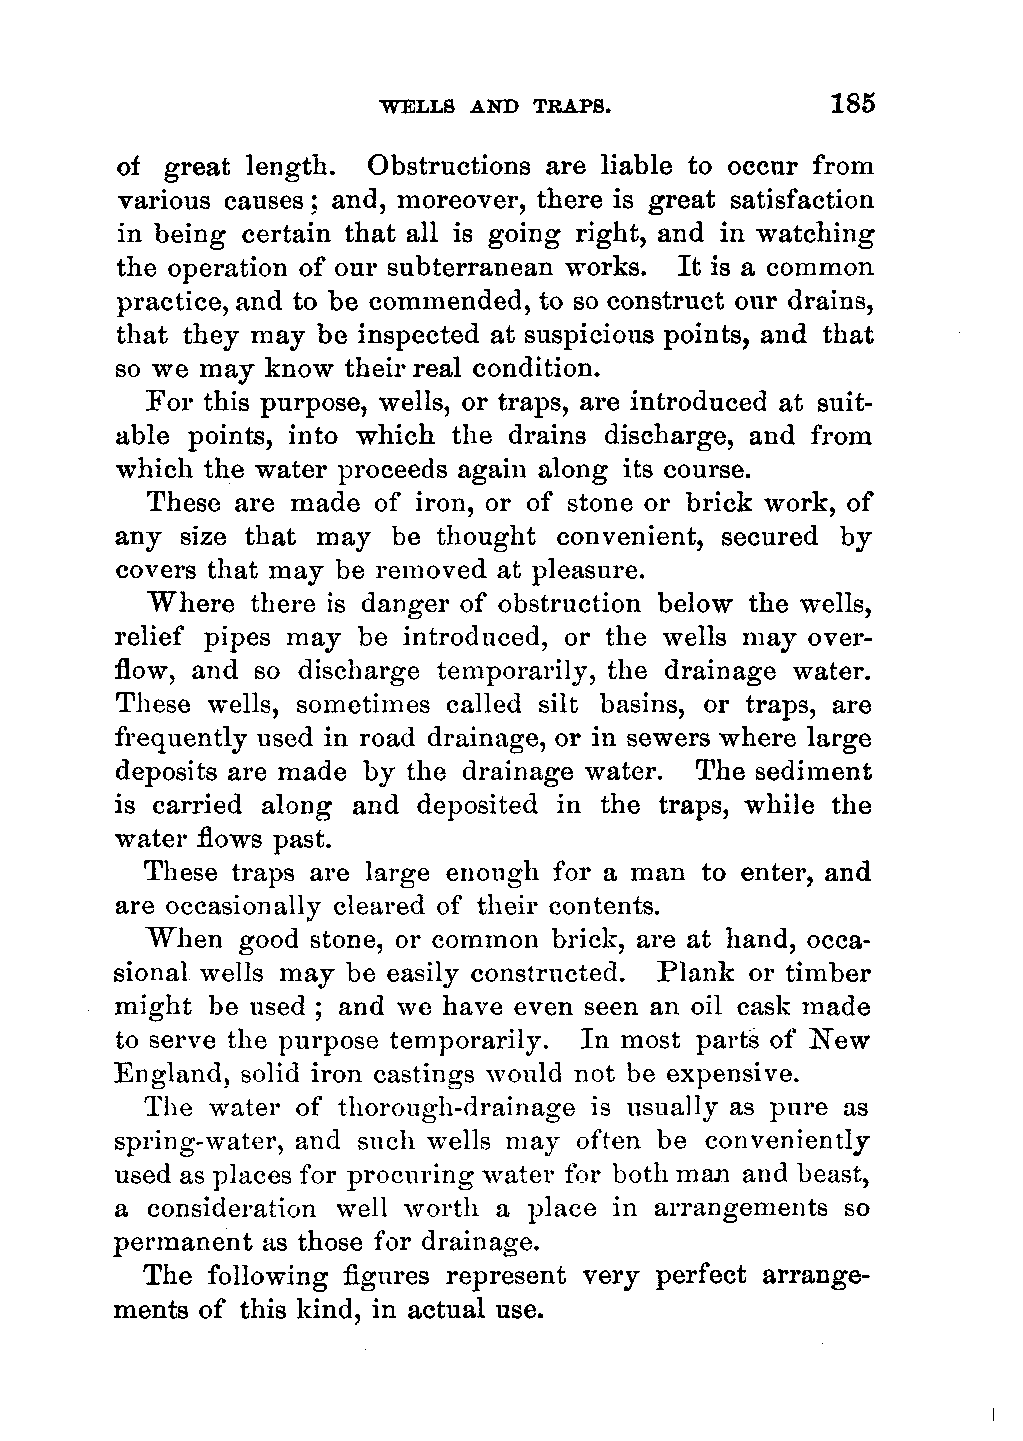 WELLS AND TRAPS. 185
of great length. Obstructions are liable to occur from
various causes; and, moreover, there is great satisfaction
in being certain that all is going right, and in watching
the operation of our subterranean works. It is a common
practice, and to be commended, to so construct our drains,
that they may be inspected at suspicious points, and that
so we may know their real condition.
For this purpose, wells, or traps, are introduced at suit-
able points, into which the drains discharge, and from
which the water proceeds again along its course.
These are made of iron, or of stone or brick work, of
any size that may be thought convenient, secured by
covers that may be removed at pleasure.
Where there is danger of obstruction below the wells,
relief pipes may be introduced, or the wells may over-
flow, and so discharge temporarily, the drainage water.
These wells, sometimes called silt basins, or traps, are
frequently used in road drainage, or in sewers where large
deposits are made by the drainage water. The sediment
is carried along and deposited in the traps, while the
water flows past.
These traps are large enough for a man to enter, and
are occasionally cleared of their contents.
When good stone, or common brick, are at hand, occa-
sional wells may be easily constructed. Plank or timber
might be used; and we have even seen an oil cask made
to serve the purpose temporarily. In most parts of New
England, solid iron castings would not be expensive.
The water of thorough-drainage is usually as pure as
spring-water, and such wells may often be conveniently
used as places for procuring water for both man and beast,
a consideration well worth a place in arrangements so
permanent as those for drainage.
The following figures represent very perfect arrange-
ments of this kind, in actual use.